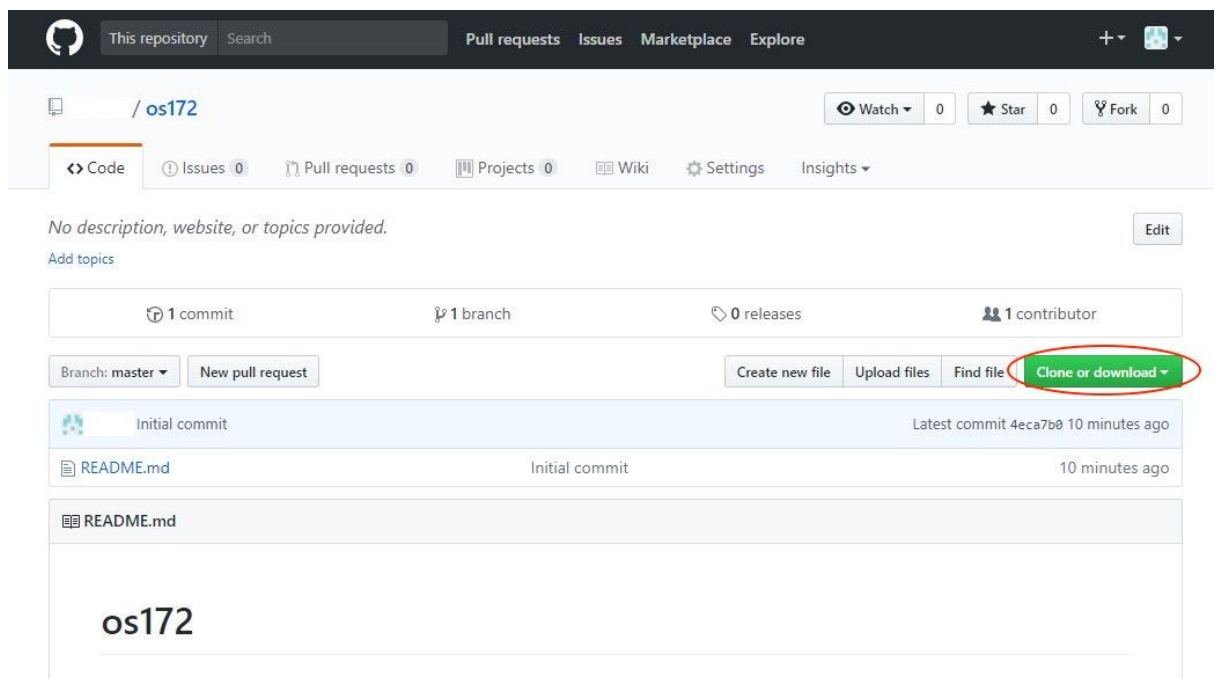 This repository Search Pull requests Issues Marketplace Explore
/ os172 Watch 0 Star 0 Fork 0
Code Issues 0 Pull requests 0 Projects 0 Wiki Settings Insights
No description, website, or topics provided. Edit
Add topics
1 commit 1 branch 0 releases 1 contributor
Branch: master New pull request Create new file Upload files Find file Clone or download
Initial commit Latest commit 4eca7b0 10 minutes ago
README.md Initial commit 10 minutes ago
README.md
os172